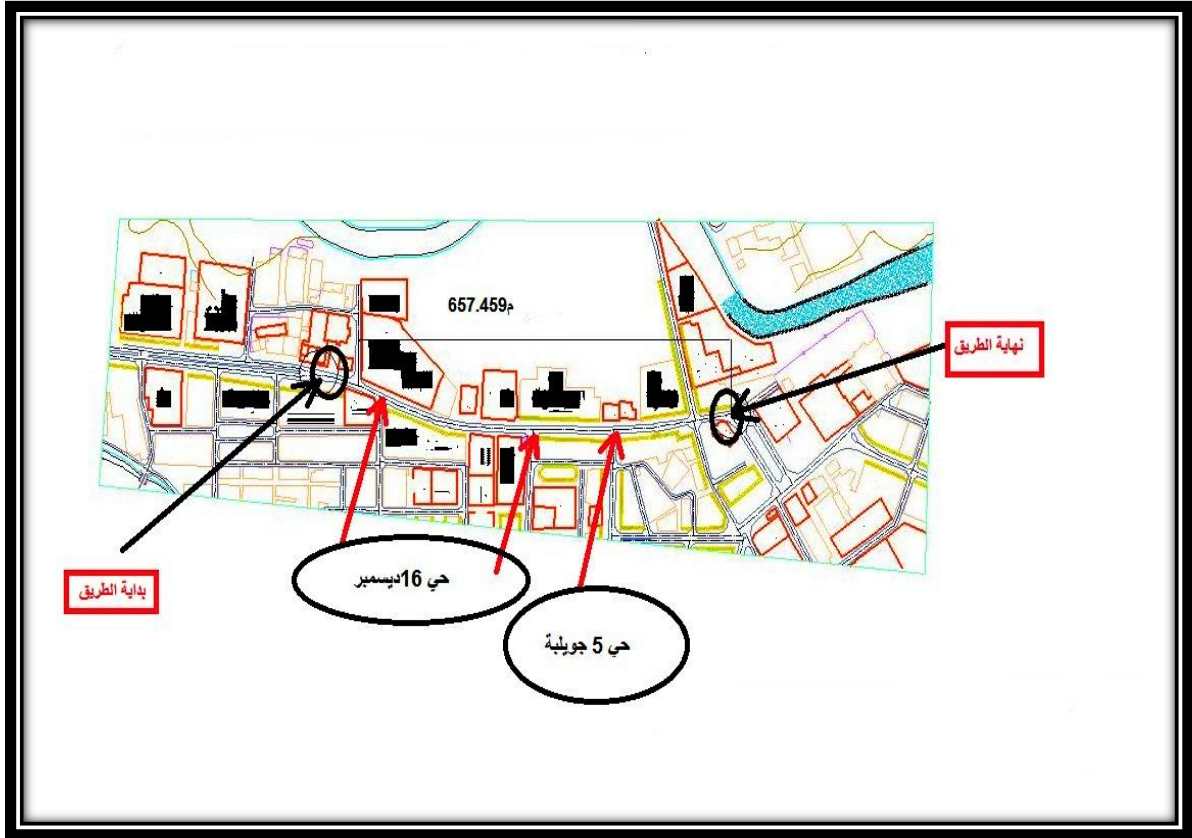 657.459م
نهاية الطريق
بداية الطريق
حي 16ديسمبر
حي 5 جويلية